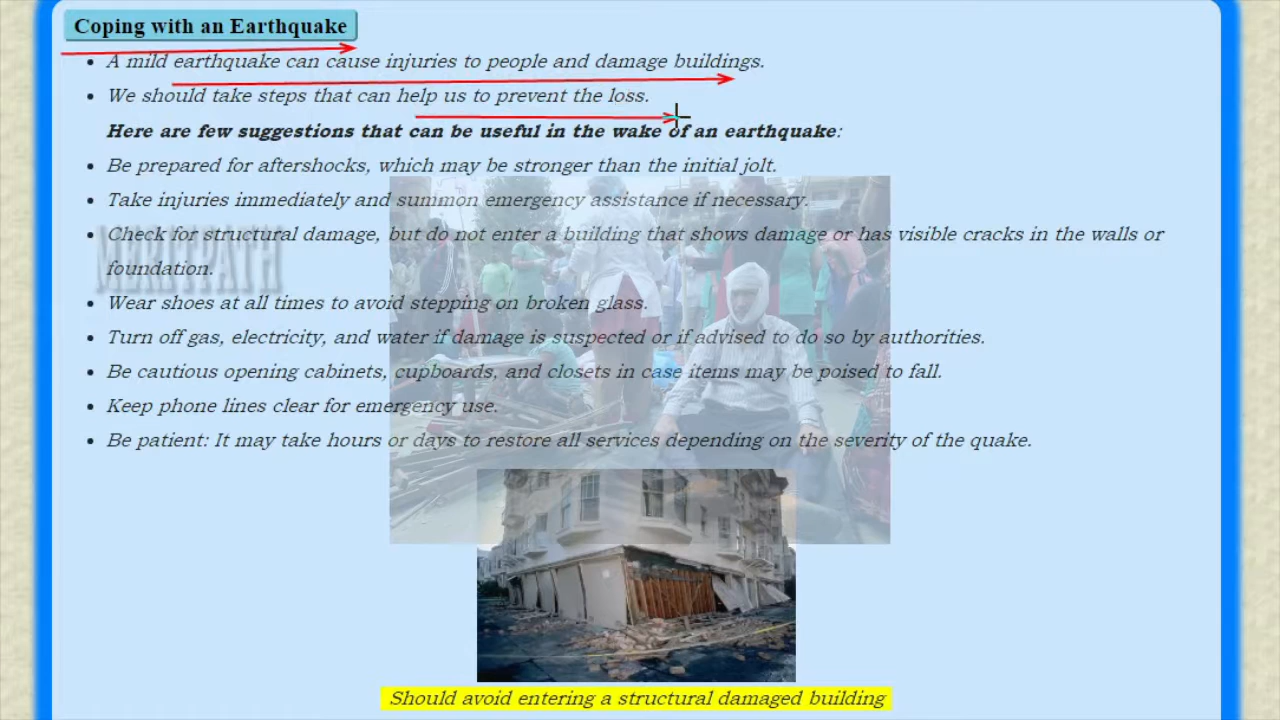 Coping with an Earthquake
A mild earthquake can cause injuries to people and damage buildings.
We should take steps that can help us to prevent the loss.
Here are few suggestions that can be useful in the wake of an earthquake:
Be prepared for aftershocks, which may be stronger than the initial jolt.
Take injuries immediately and summon emergency assistance if necessary.
Check for structural damage, but do not enter a building that shows damage or has visible cracks in the walls or
foundation.
MERITPATH
Wear shoes at all times to avoid stepping on broken glass.
Turn off gas, electricity, and water if damage is suspected or if advised to do so by authorities.
Be cautious opening cabinets, cupboards, and closets in case items may be poised to fall.
Keep phone lines clear for emergency use.
Be patient: It may take hours or days to restore all services depending on the severity of the quake.
Should avoid entering a structural damaged building